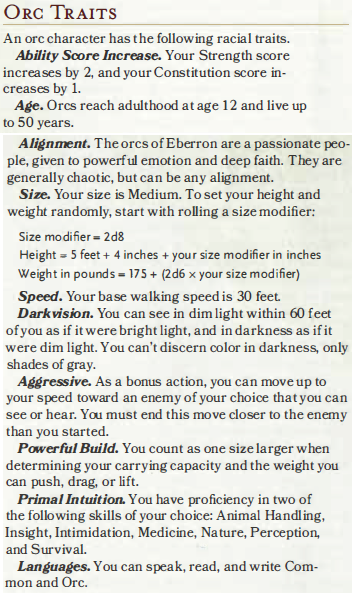 ORC TRAITS
An orc character has the following racial traits.
Ability Score Increase. Your Strength score
increases by 2, and your Constitution score in-
creases by 1.
Age. Orcs reach adulthood at age 12 and live up
to 50 years.
Alignment. The orcs of Eberron are a passionate peo-
ple, given to powerful emotion and deep faith. They are
generally chaotic, but can be any alignment.
Size. Your size is Medium. To set your height and
weight randomly, start with rolling a size modifier:
Size modifier = 2d8
Height = 5 feet + 4 inches + your size modifier in inches
Weight in pounds = 175 + (2d6 × your size modifier)
Speed. Your base walking speed is 30 feet.
Darkvision. You can see in dim light within 60 feet
of you as if it were bright light, and in darkness as if it
were dim light. You can't discern color in darkness, only
shades of gray.
Aggressive. As a bonus action, you can move up to
your speed toward an enemy of your choice that you can
see or hear. You must end this move closer to the enemy
than you started.
Powerful Build. You count as one size larger when
determining your carrying capacity and the weight you
can push, drag, or lift.
Primal Intuition. You have proficiency in two of
the following skills of your choice: Animal Handling,
Insight, Intimidation, Medicine, Nature, Perception,
and Survival.
Languages. You can speak, read, and write Com-
mon and Orc.